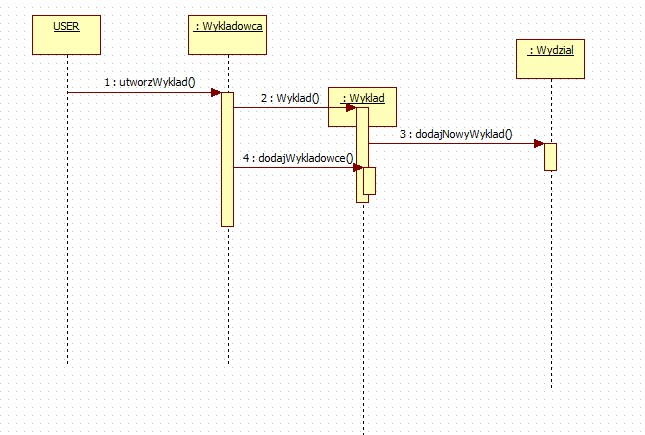 USER
: Wykladowca
: Wydzial
1 : utworzWyklad()
2 : Wyklad()
: Wyklad
3 : dodajNowyWyklad()
4 : dodajWykladowce()